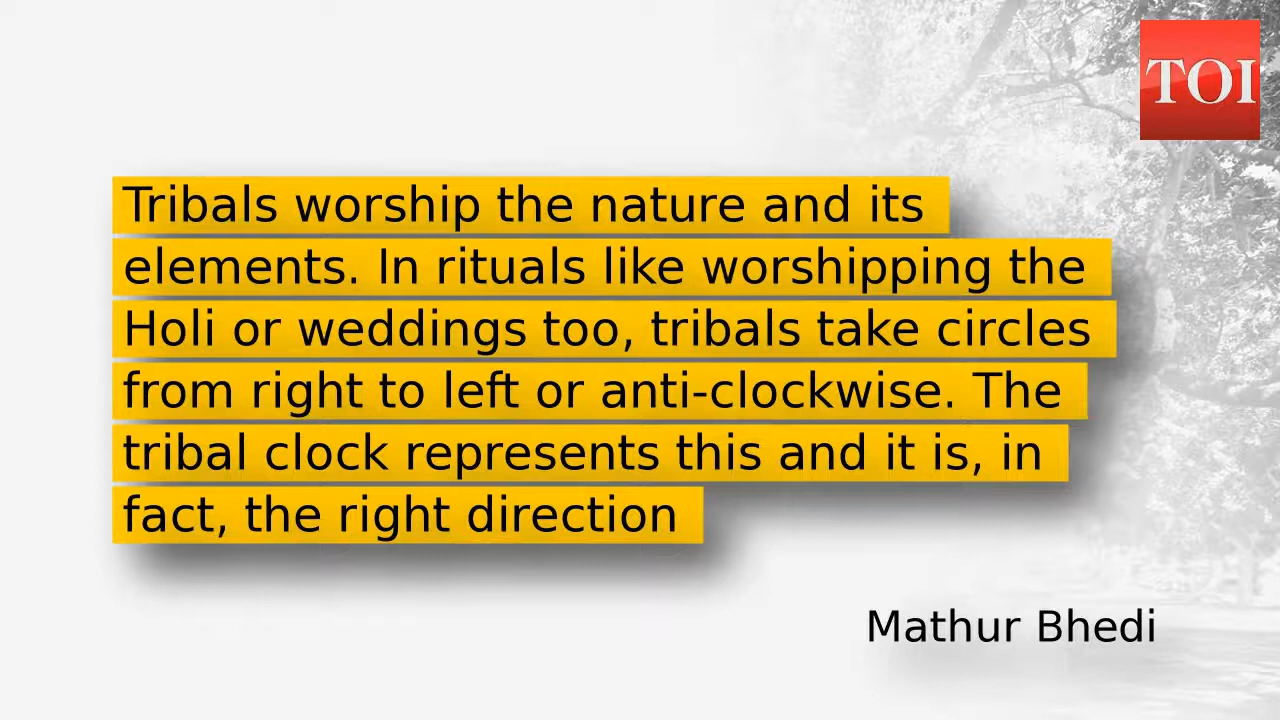 TOI
Tribals worship the nature and its
elements. In rituals like worshipping the
Holi or weddings too, tribals take circles
from right to left or anti-clockwise. The
tribal clock represents this and it is, in
fact, the right direction
Mathur Bhedi